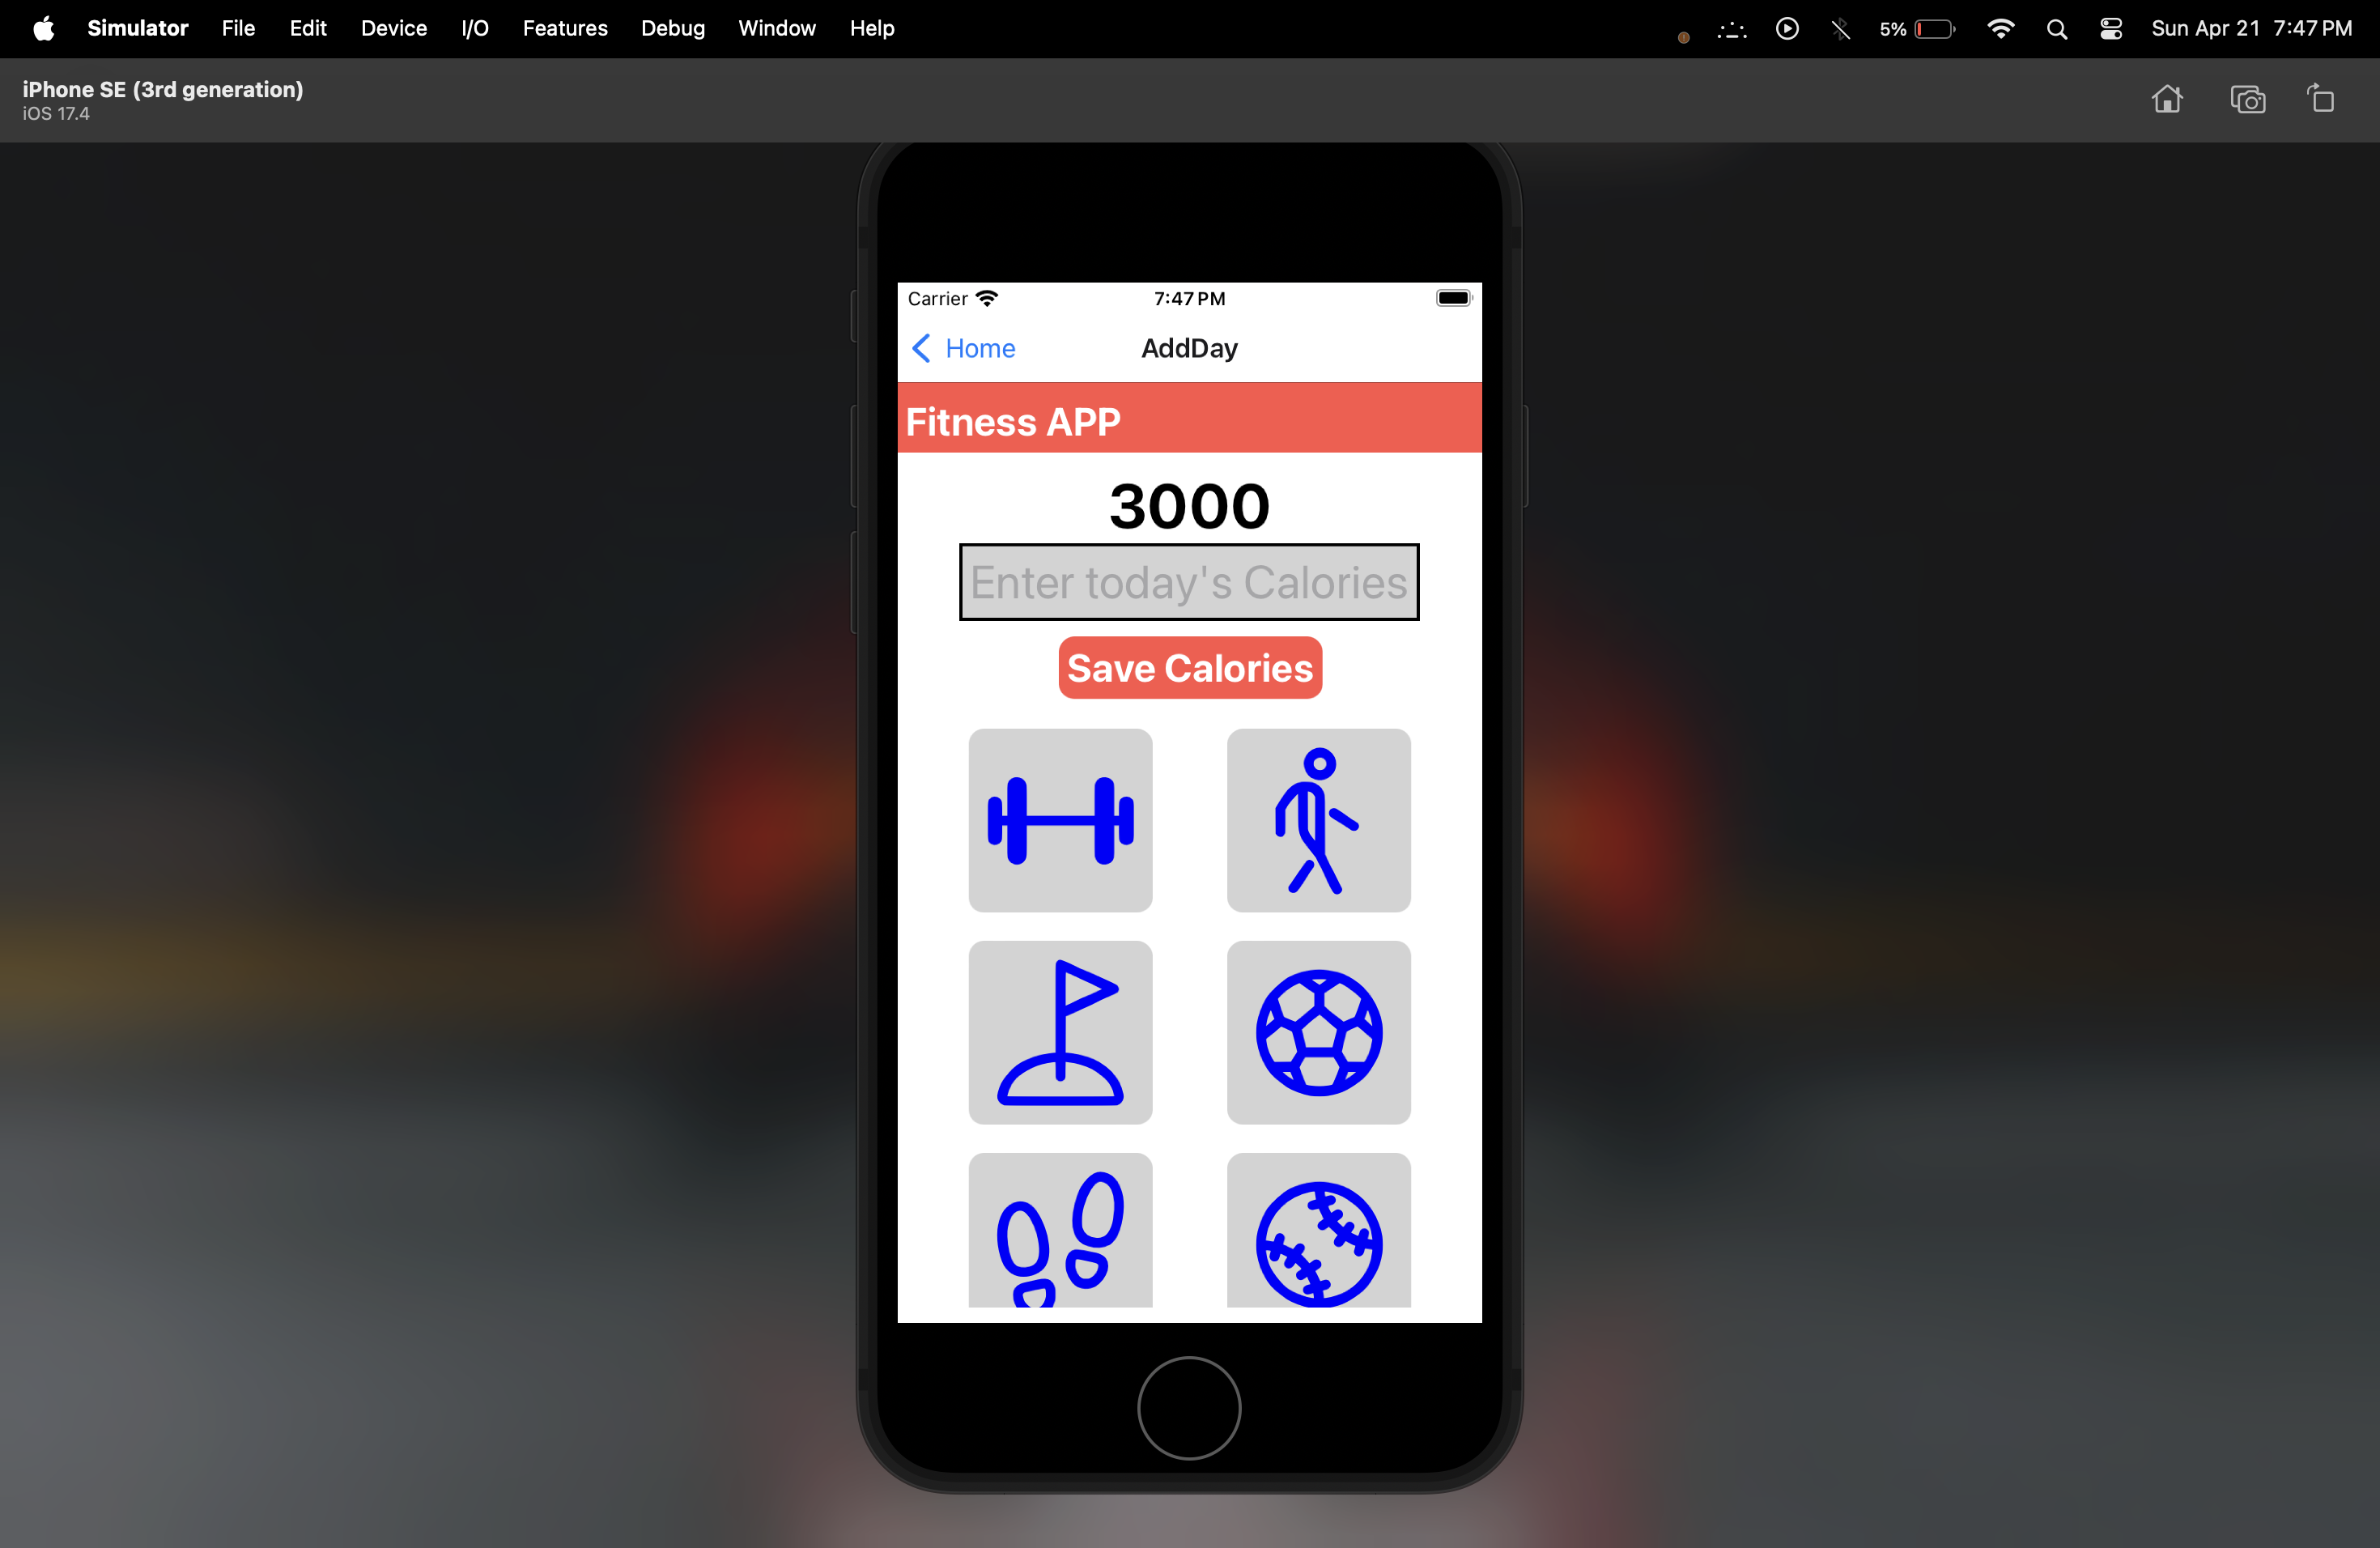 Simulator File Edit Device I/O Features Debug Window Help 5% Sun Apr 21 7:47 PM
iPhone SE (3rd generation)
iOS 17.4
Carrier 7:47 PM
Home AddDay
Fitness APP
3000
Enter today's Calories
Save Calories